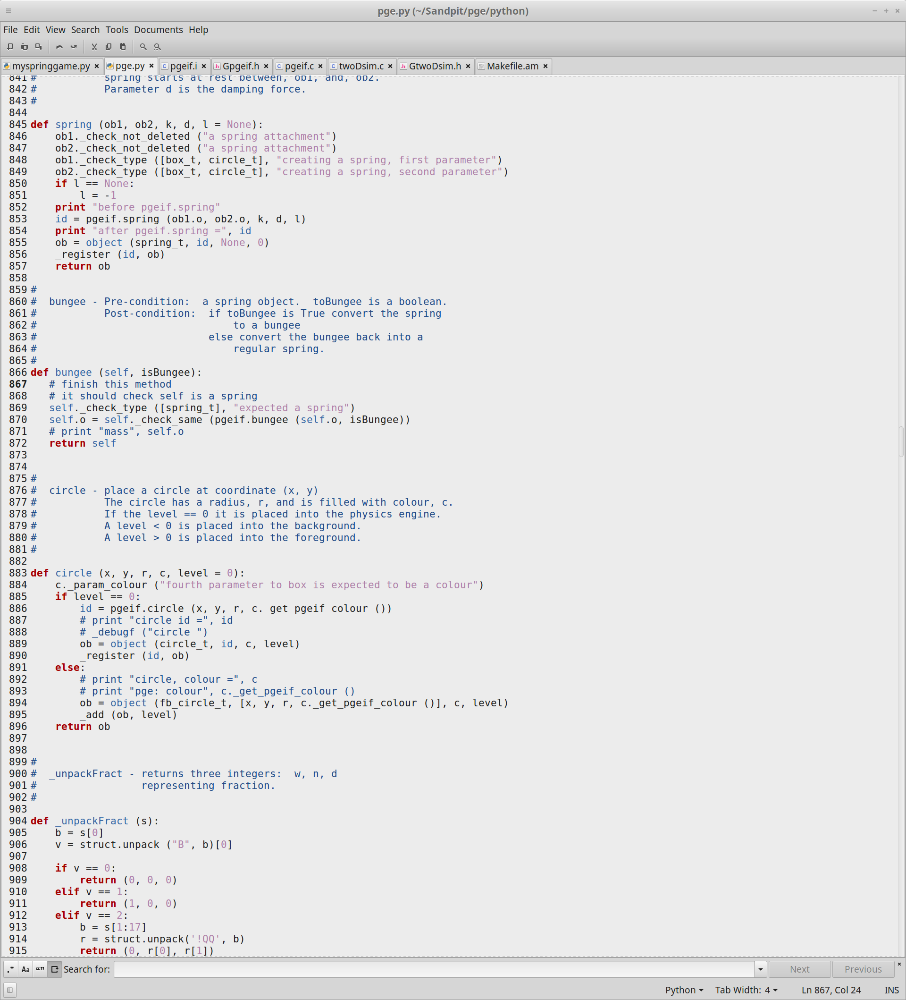 pge.py (~/Sandpit/pge/python)
File Edit View Search Tools Documents Help
myspringgame.py pge.py pgeif.i Gpgeif.h pgeif.c twoDsim.c GtwoDsim.h Makefile.am
841 #           spring starts at rest between, ob1, and, ob2.
842 #           Parameter d is the damping force.
843 #
844
845 def spring (ob1, ob2, k, d, l = None):
846     ob1._check_not_deleted ("a spring attachment")
847     ob2._check_not_deleted ("a spring attachment")
848     ob1._check_type ([box_t, circle_t], "creating a spring, first parameter")
849     ob2._check_type ([box_t, circle_t], "creating a spring, second parameter")
850     if l == None:
851         l = -1
852     print "before pgeif.spring"
853     id = pgeif.spring (ob1.o, ob2.o, k, d, l)
854     print "after pgeif.spring =", id
855     ob = object (spring_t, id, None, 0)
856     _register (id, ob)
857     return ob
858
859 #
860 #  bungee - Pre-condition:  a spring object.  toBungee is a boolean.
861 #           Post-condition:  if toBungee is True convert the spring
862 #                                to a bungee
863 #                            else convert the bungee back into a
864 #                                regular spring.
865 #
866 def bungee (self, isBungee):
867    # finish this method
868    # it should check self is a spring
869    self._check_type ([spring_t], "expected a spring")
870    self.o = self._check_same (pgeif.bungee (self.o, isBungee))
871    # print "mass", self.o
872    return self
873
874
875 #
876 #  circle - place a circle at coordinate (x, y)
877 #           The circle has a radius, r, and is filled with colour, c.
878 #           If the level == 0 it is placed into the physics engine.
879 #           A level < 0 is placed into the background.
880 #           A level > 0 is placed into the foreground.
881 #
882
883 def circle (x, y, r, c, level = 0):
884     c._param_colour ("fourth parameter to box is expected to be a colour")
885     if level == 0:
886         id = pgeif.circle (x, y, r, c._get_pgeif_colour ())
887         # print "circle id =", id
888         # _debugf ("circle ")
889         ob = object (circle_t, id, c, level)
890         _register (id, ob)
891     else:
892         # print "circle, colour =", c
893         # print "pge: colour", c._get_pgeif_colour ()
894         ob = object (fb_circle_t, [x, y, r, c._get_pgeif_colour ()], c, level)
895         _add (ob, level)
896     return ob
897
898
899 #
900 #  _unpackFract - returns three integers:  w, n, d
901 #                 representing fraction.
902 #
903
904 def _unpackFract (s):
905     b = s[0]
906     v = struct.unpack ("B", b)[0]
907
908     if v == 0:
909         return (0, 0, 0)
910     elif v == 1:
911         return (1, 0, 0)
912     elif v == 2:
913         b = s[1:17]
914         r = struct.unpack('!QQ', b)
915         return (0, r[0], r[1])
.* Aa “” Search for: Next Previous
Python Tab Width: 4 Ln 867, Col 24 INS